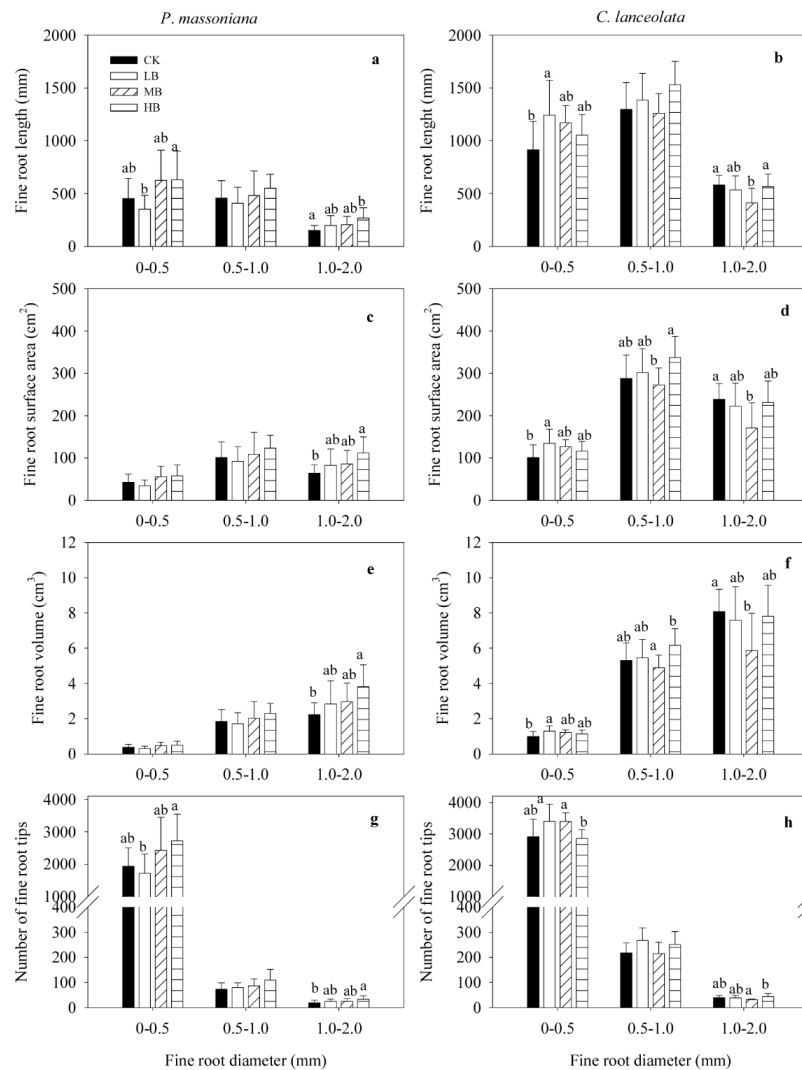 P. massoniana
C. lanceolata
Fine root length (mm)
2000
1500
1000
500
0
a
CK
LB
MB
HB
ab b ab a
a ab ab b
0-0.5 0.5-1.0 1.0-2.0
Fine root lenght (mm)
2000
1500
1000
500
0
b
b a ab ab
a ab b a
0-0.5 0.5-1.0 1.0-2.0
Fine root surface area (cm²)
500
400
300
200
100
0
c
b ab ab a
0-0.5 0.5-1.0 1.0-2.0
Fine root surface area (cm²)
500
400
300
200
100
0
d
b a ab ab
ab ab b a
a ab b ab
0-0.5 0.5-1.0 1.0-2.0
Fine root volume (cm³)
12
10
8
6
4
2
0
e
b ab ab a
0-0.5 0.5-1.0 1.0-2.0
Fine root volume (cm³)
12
10
8
6
4
2
0
f
b a ab ab
ab ab a b
a ab b ab
0-0.5 0.5-1.0 1.0-2.0
Number of fine root tips
4000
3000
2000
1000
400
300
200
100
0
g
ab b ab a
b ab ab a
0-0.5 0.5-1.0 1.0-2.0
Fine root diameter (mm)
Number of fine root tips
4000
3000
2000
1000
400
300
200
100
0
h
ab a a b
ab ab a b
0-0.5 0.5-1.0 1.0-2.0
Fine root diameter (mm)